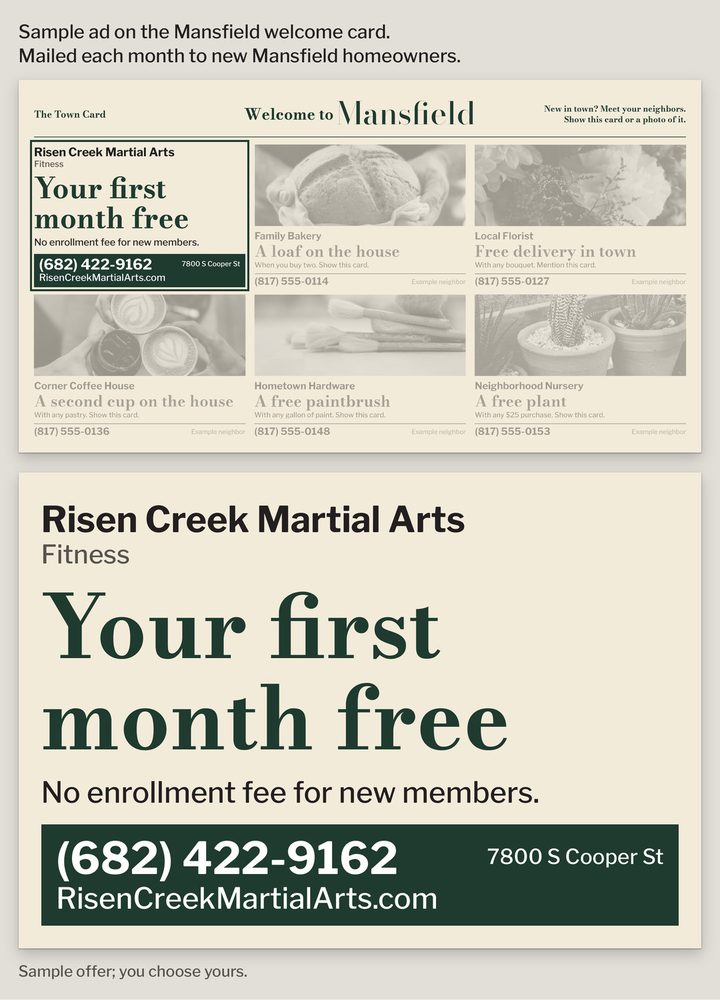 Sample ad on the Mansfield welcome card.
Mailed each month to new Mansfield homeowners.
The Town Card
Welcome to Mansfield
New in town? Meet your neighbors.
Show this card or a photo of it.
Risen Creek Martial Arts
Fitness
Your first
month free
No enrollment fee for new members.
(682) 422-9162
7800 S Cooper St
RisenCreekMartialArts.com
Family Bakery
A loaf on the house
When you buy two. Show this card.
(817) 555-0114
Example neighbor
Local Florist
Free delivery in town
With any bouquet. Mention this card.
(817) 555-0127
Example neighbor
Corner Coffee House
A second cup on the house
With any pastry. Show this card.
(817) 555-0136
Example neighbor
Hometown Hardware
A free paintbrush
With any gallon of paint. Show this card.
(817) 555-0148
Example neighbor
Neighborhood Nursery
A free plant
With any $25 purchase. Show this card.
(817) 555-0153
Example neighbor
Risen Creek Martial Arts
Fitness
Your first
month free
No enrollment fee for new members.
(682) 422-9162
7800 S Cooper St
RisenCreekMartialArts.com
Sample offer; you choose yours.